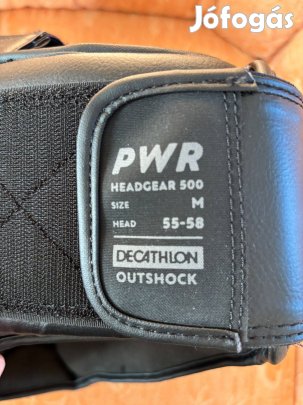 Jófogás
PWR
HEADGEAR 500
SIZE M
HEAD 55-58
DECATHLON
OUTSHOCK